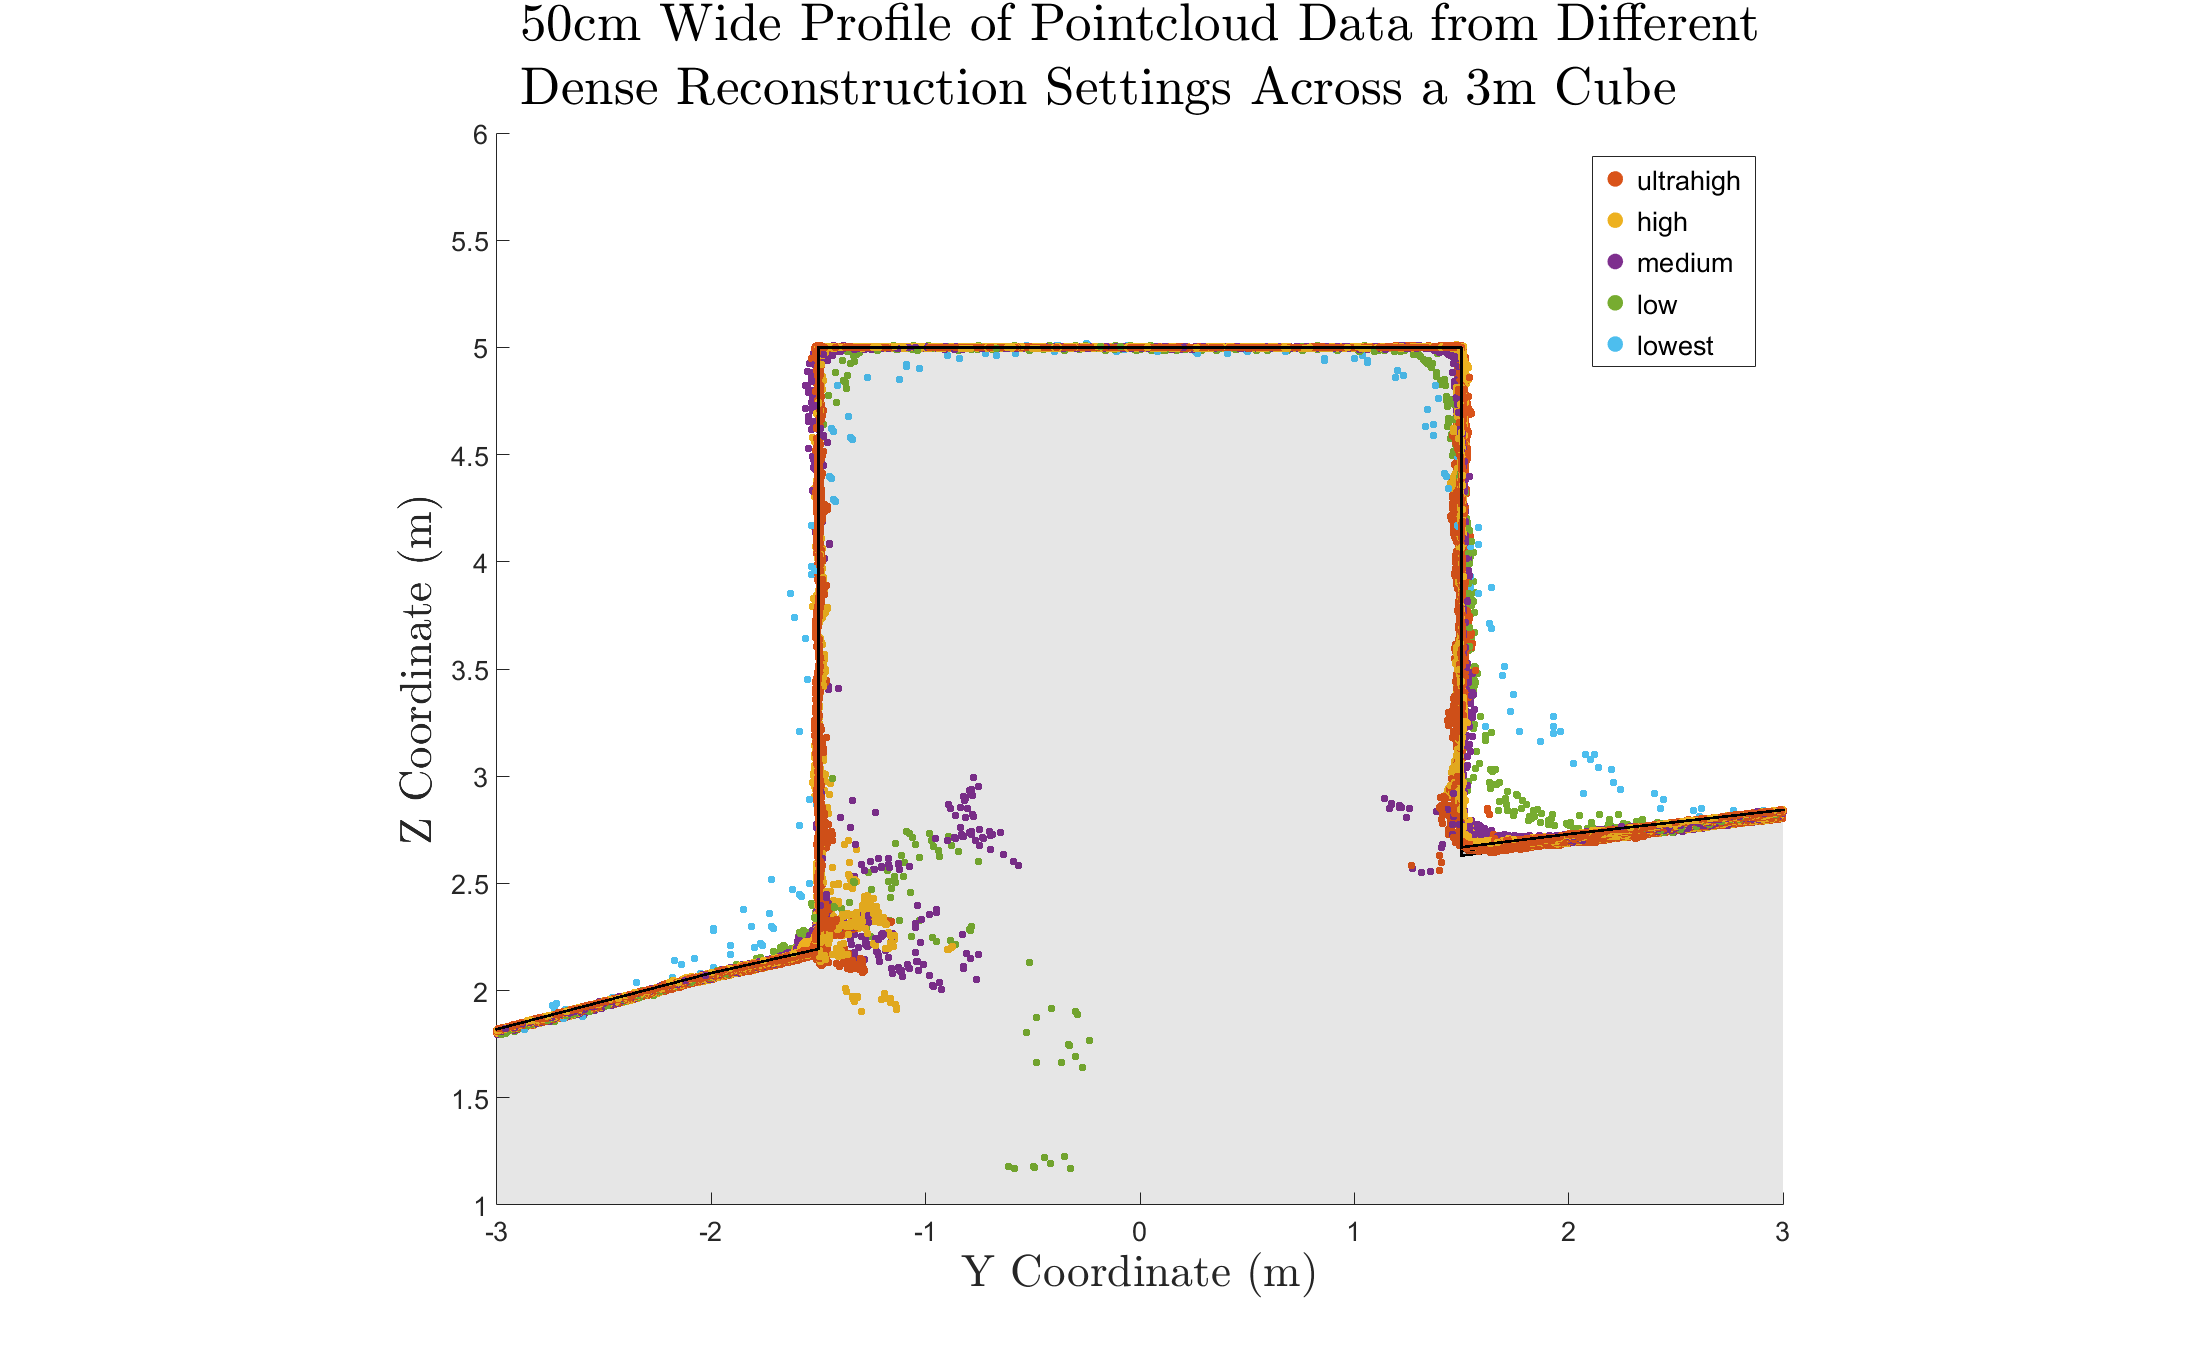 50cm Wide Profile of Pointcloud Data from Different
Dense Reconstruction Settings Across a 3m Cube
6
5.5
5
4.5
4
3.5
3
2.5
2
1.5
1
Z Coordinate (m)
ultrahigh
high
medium
low
lowest
-3
-2
-1
0
1
2
3
Y Coordinate (m)